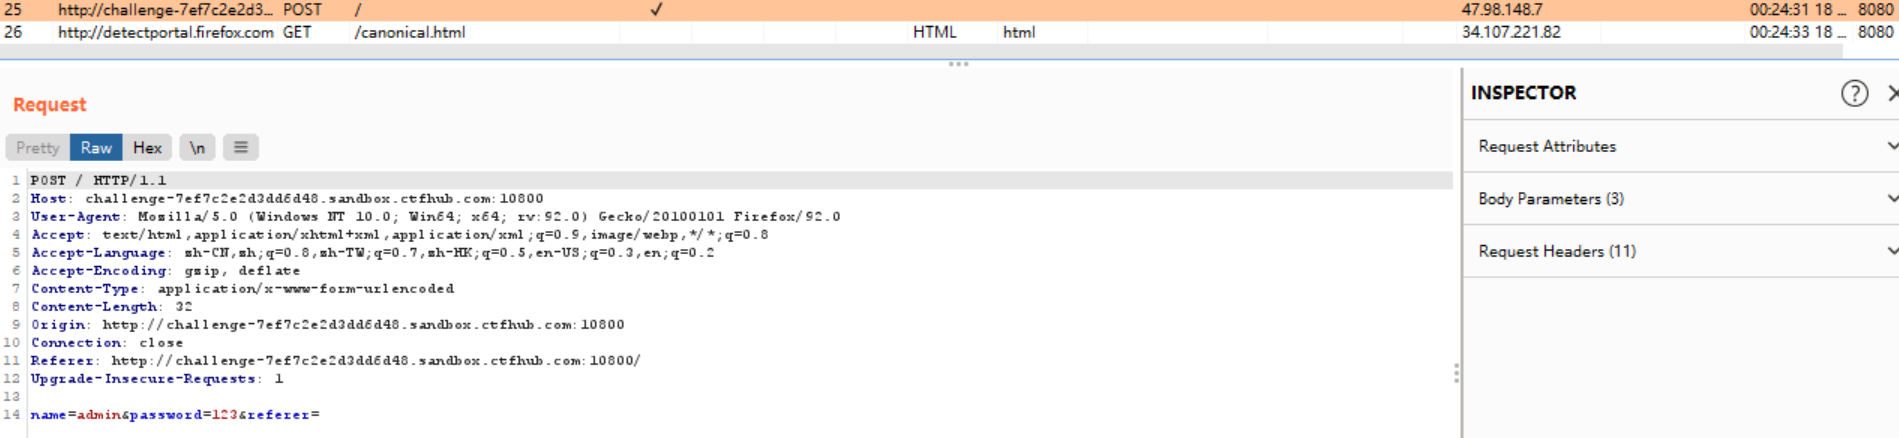 25 http://challenge-7ef7c2e2d3... POST / ✓ 47.98.148.7 00:24:31 18 ... 8080
26 http://detectportal.firefox.com GET /canonical.html HTML html 34.107.221.82 00:24:33 18 ... 8080
Request
INSPECTOR
Pretty Raw Hex \n ≡
Request Attributes
Body Parameters (3)
Request Headers (11)
1 POST / HTTP/1.1
2 Host: challenge-7ef7c2e2d3dd6d48.sandbox.ctfhub.com:10800
3 User-Agent: Mozilla/5.0 (Windows NT 10.0; Win64; x64; rv:92.0) Gecko/20100101 Firefox/92.0
4 Accept: text/html,application/xhtml+xml,application/xml;q=0.9,image/webp,*/*;q=0.8
5 Accept-Language: zh-CN,zh;q=0.8,zh-TW;q=0.7,zh-HK;q=0.5,en-US;q=0.3,en;q=0.2
6 Accept-Encoding: gzip, deflate
7 Content-Type: application/x-www-form-urlencoded
8 Content-Length: 32
9 Origin: http://challenge-7ef7c2e2d3dd6d48.sandbox.ctfhub.com:10800
10 Connection: close
11 Referer: http://challenge-7ef7c2e2d3dd6d48.sandbox.ctfhub.com:10800/
12 Upgrade-Insecure-Requests: 1
13
14 name=admin&password=123&referer=